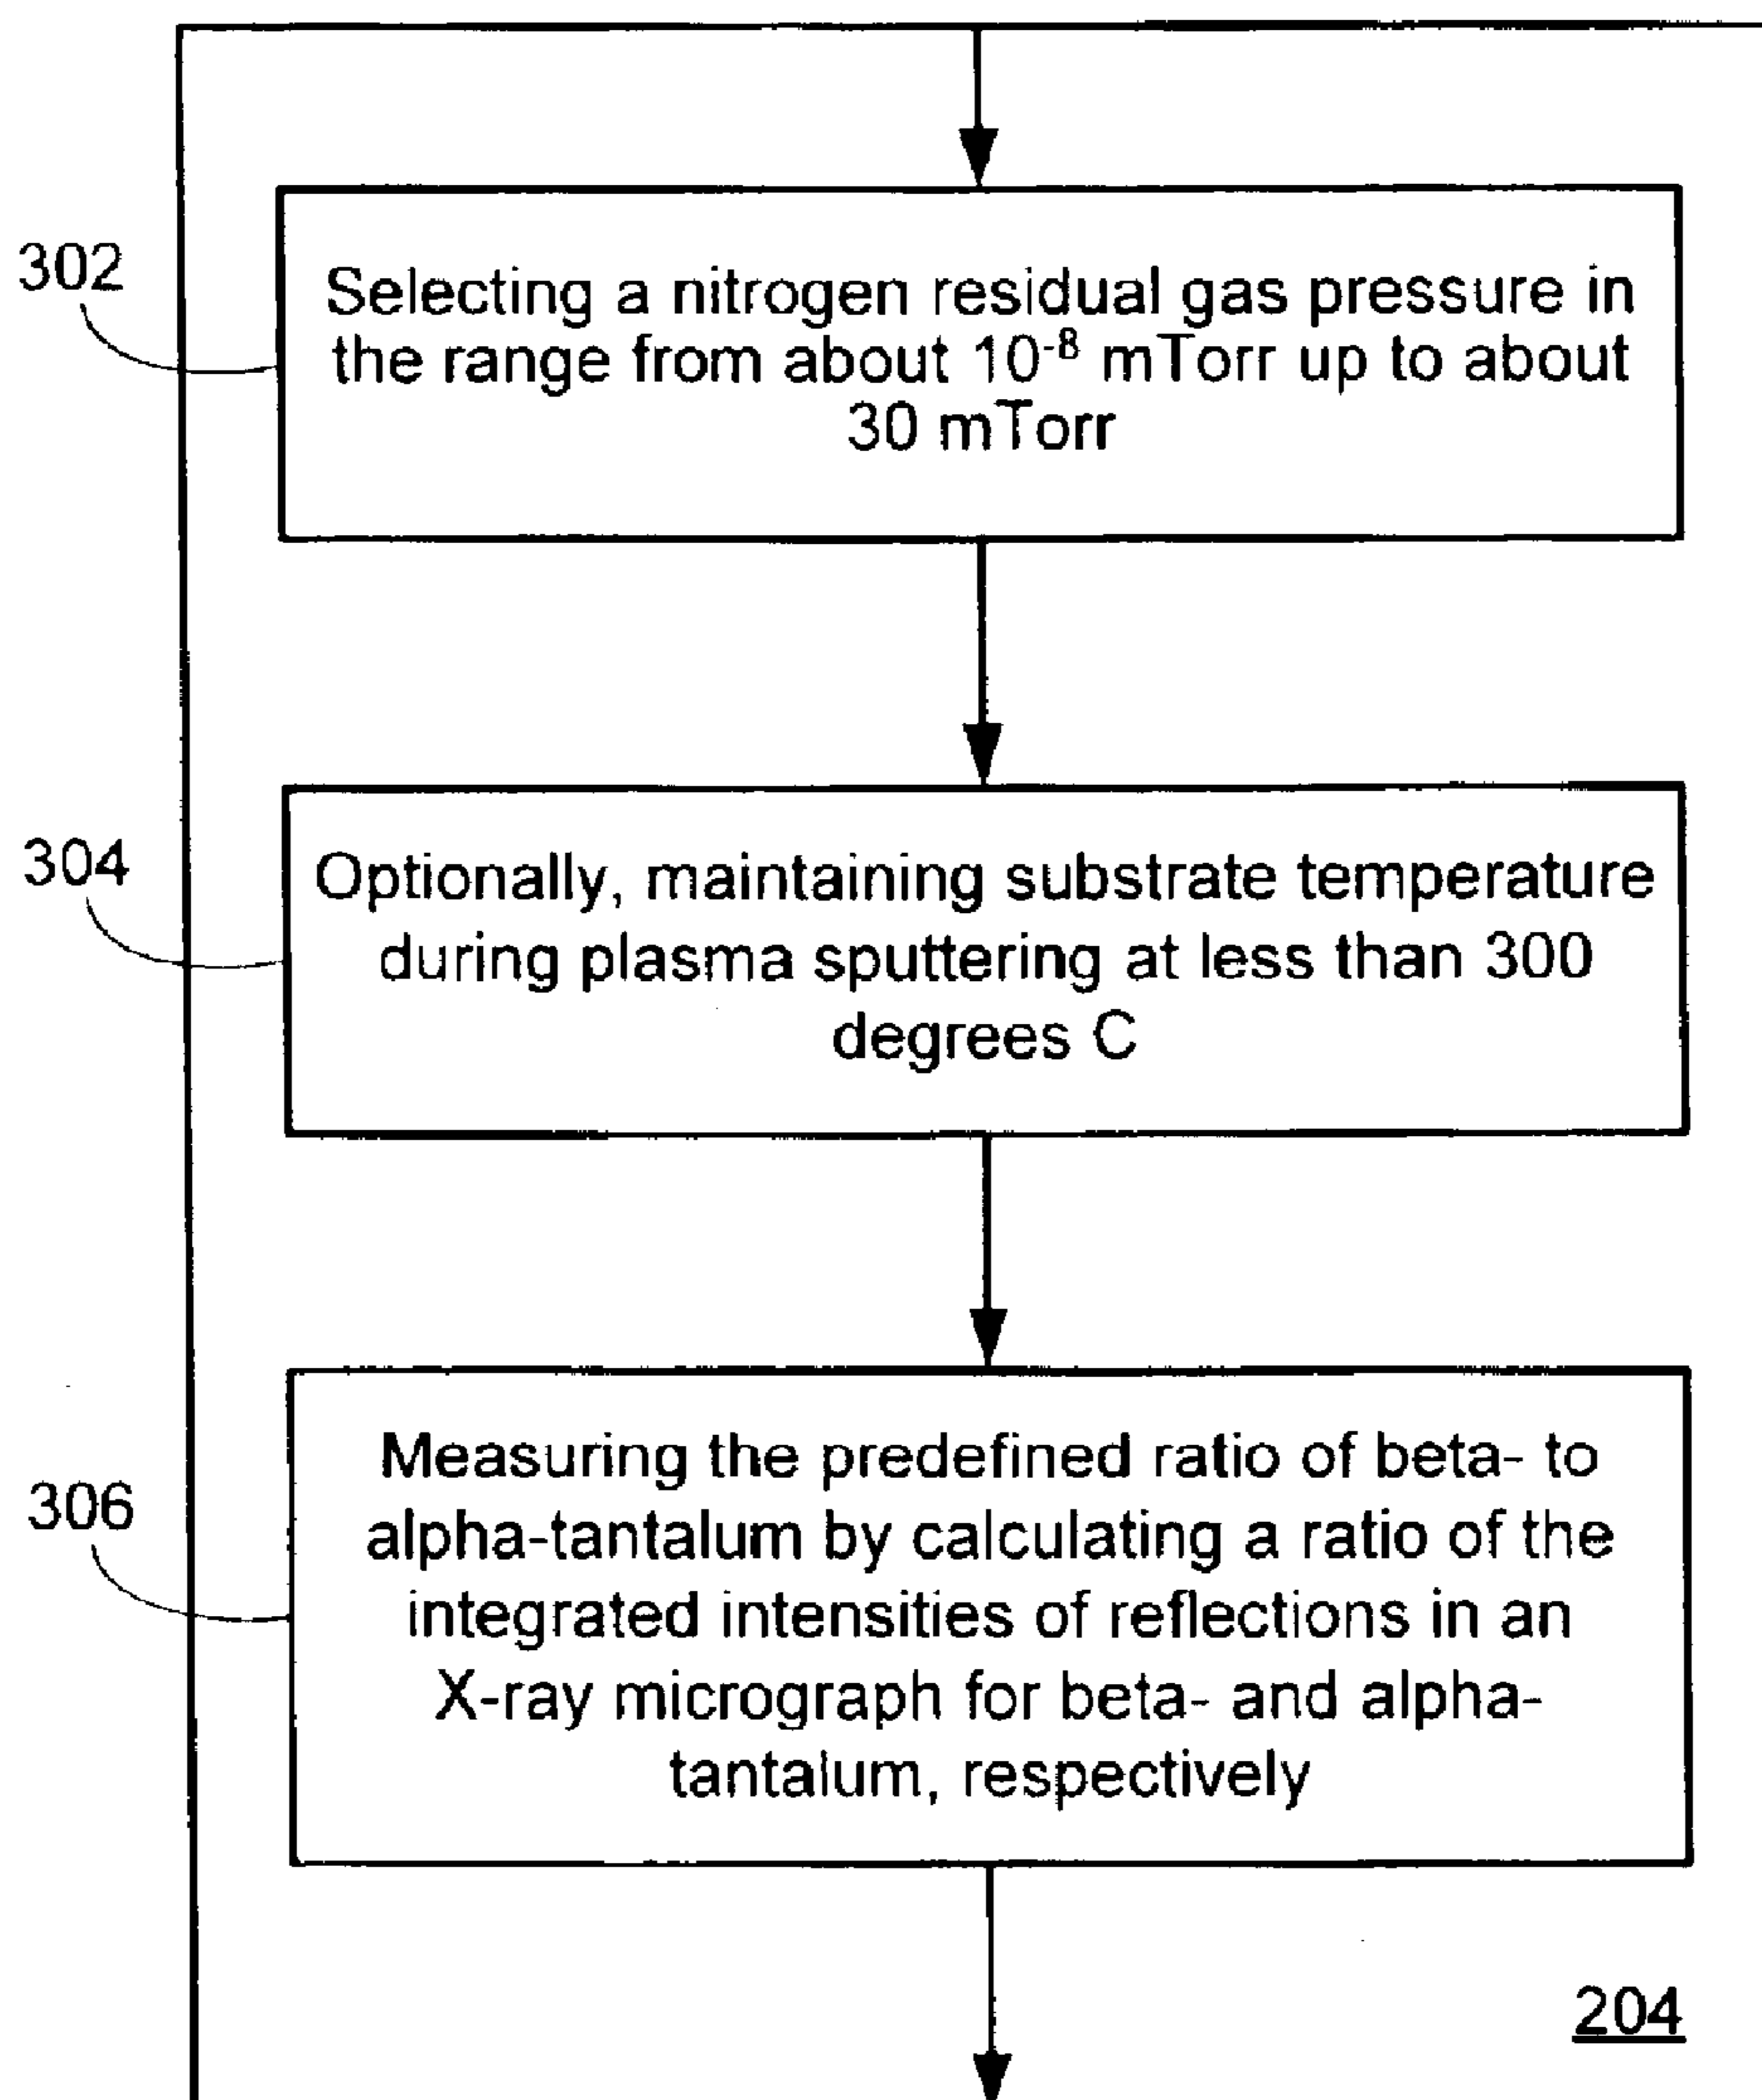 302
Selecting a nitrogen residual gas pressure in
the range from about 10⁻⁸ mTorr up to about
30 mTorr
304
Optionally, maintaining substrate temperature
during plasma sputtering at less than 300
degrees C
306
Measuring the predefined ratio of beta- to
alpha-tantalum by calculating a ratio of the
integrated intensities of reflections in an
X-ray micrograph for beta- and alpha-
tantalum, respectively
204